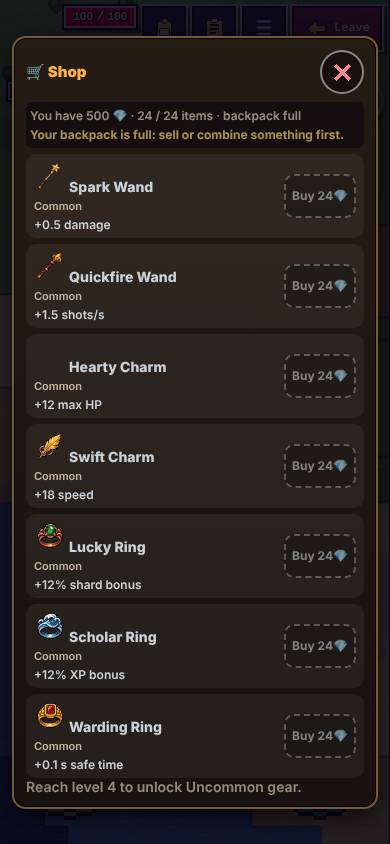 100 / 100
Leave
🛒 Shop
You have 500 💎 · 24 / 24 items · backpack full
Your backpack is full: sell or combine something first.
Spark Wand
Common
+0.5 damage
Buy 24💎
Quickfire Wand
Common
+1.5 shots/s
Buy 24💎
Hearty Charm
Common
+12 max HP
Buy 24💎
Swift Charm
Common
+18 speed
Buy 24💎
Lucky Ring
Common
+12% shard bonus
Buy 24💎
Scholar Ring
Common
+12% XP bonus
Buy 24💎
Warding Ring
Common
+0.1 s safe time
Buy 24💎
Reach level 4 to unlock Uncommon gear.